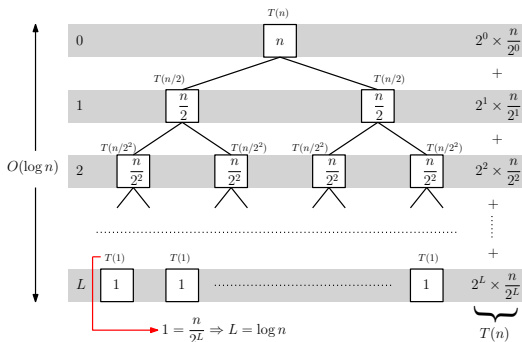 T(n)
0 n 2^0 × n/2^0
+
T(n/2) T(n/2)
1 n/2 n/2 2^1 × n/2^1
+
T(n/2^2) T(n/2^2) T(n/2^2) T(n/2^2)
O(log n) 2 n/2^2 n/2^2 n/2^2 n/2^2 2^2 × n/2^2
+
+
T(1) T(1) T(1)
L 1 1 1 2^L × n/2^L
1 = n/2^L ⇒ L = log n T(n)